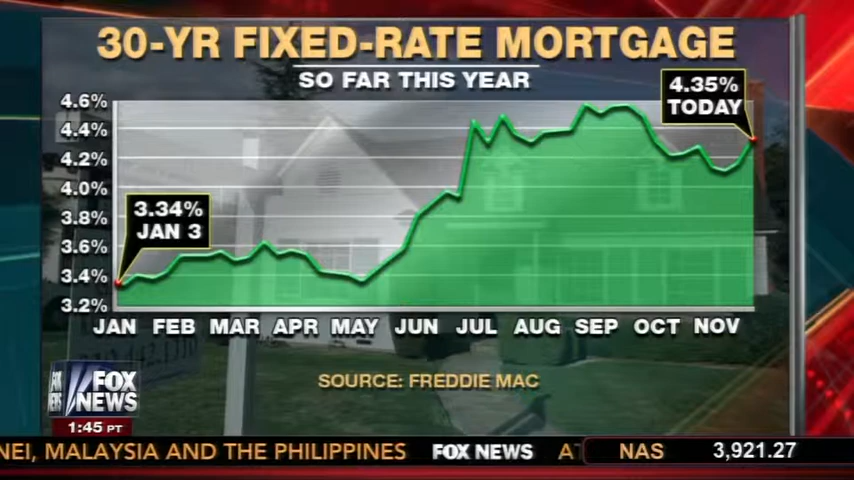 30-YR FIXED-RATE MORTGAGE
SO FAR THIS YEAR
4.35%
TODAY
4.6%
4.4%
4.2%
4.0%
3.8%
3.6%
3.4%
3.2%
3.34%
JAN 3
JAN FEB MAR APR MAY JUN JUL AUG SEP OCT NOV
SOURCE: FREDDIE MAC
FOX
NEWS
1:45 PT
NEI, MALAYSIA AND THE PHILIPPINES FOX NEWS AT NAS 3,921.27